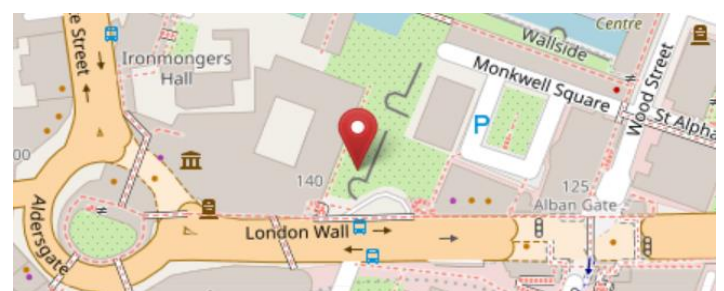 te Street
Ironmongers
Hall
Centre
Wallside
Monkwell Square
Wood Street
St Alpha
P
00
140
125
Alban Gate
London Wall
Aldersgate